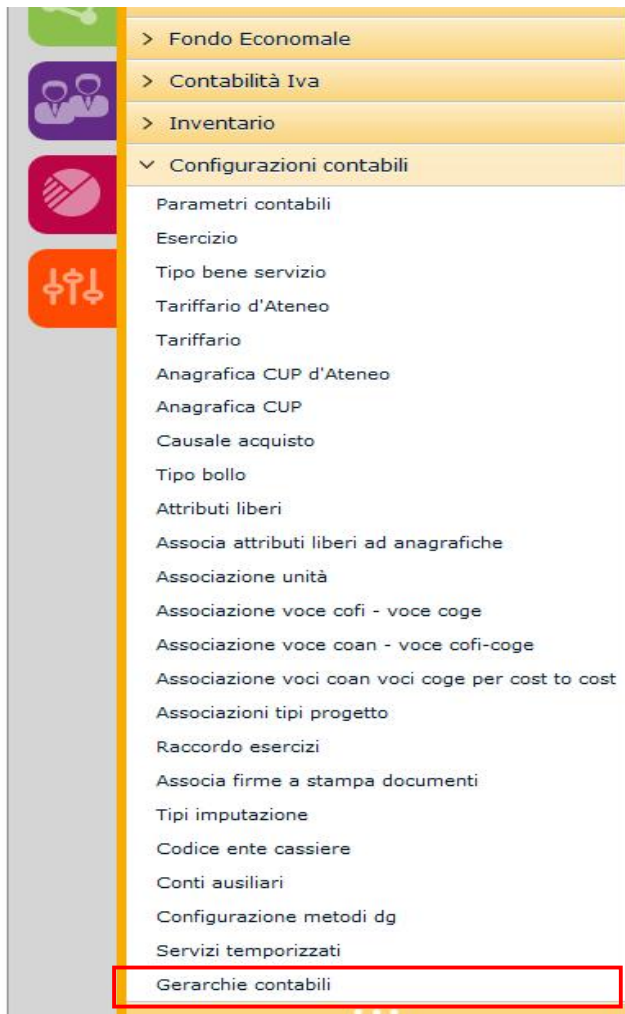 > Fondo Economale
> Contabilità Iva
> Inventario
Configurazioni contabili
Parametri contabili
Esercizio
Tipo bene servizio
Tariffario d'Ateneo
Tariffario
Anagrafica CUP d'Ateneo
Anagrafica CUP
Causale acquisto
Tipo bollo
Attributi liberi
Associa attributi liberi ad anagrafiche
Associazione unità
Associazione voce cofi - voce coge
Associazione voce coan - voce cofi-coge
Associazione voci coan voci coge per cost to cost
Associazioni tipi progetto
Raccordo esercizi
Associa firme a stampa documenti
Tipi imputazione
Codice ente cassiere
Conti ausiliari
Configurazione metodi dg
Servizi temporizzati
Gerarchie contabili